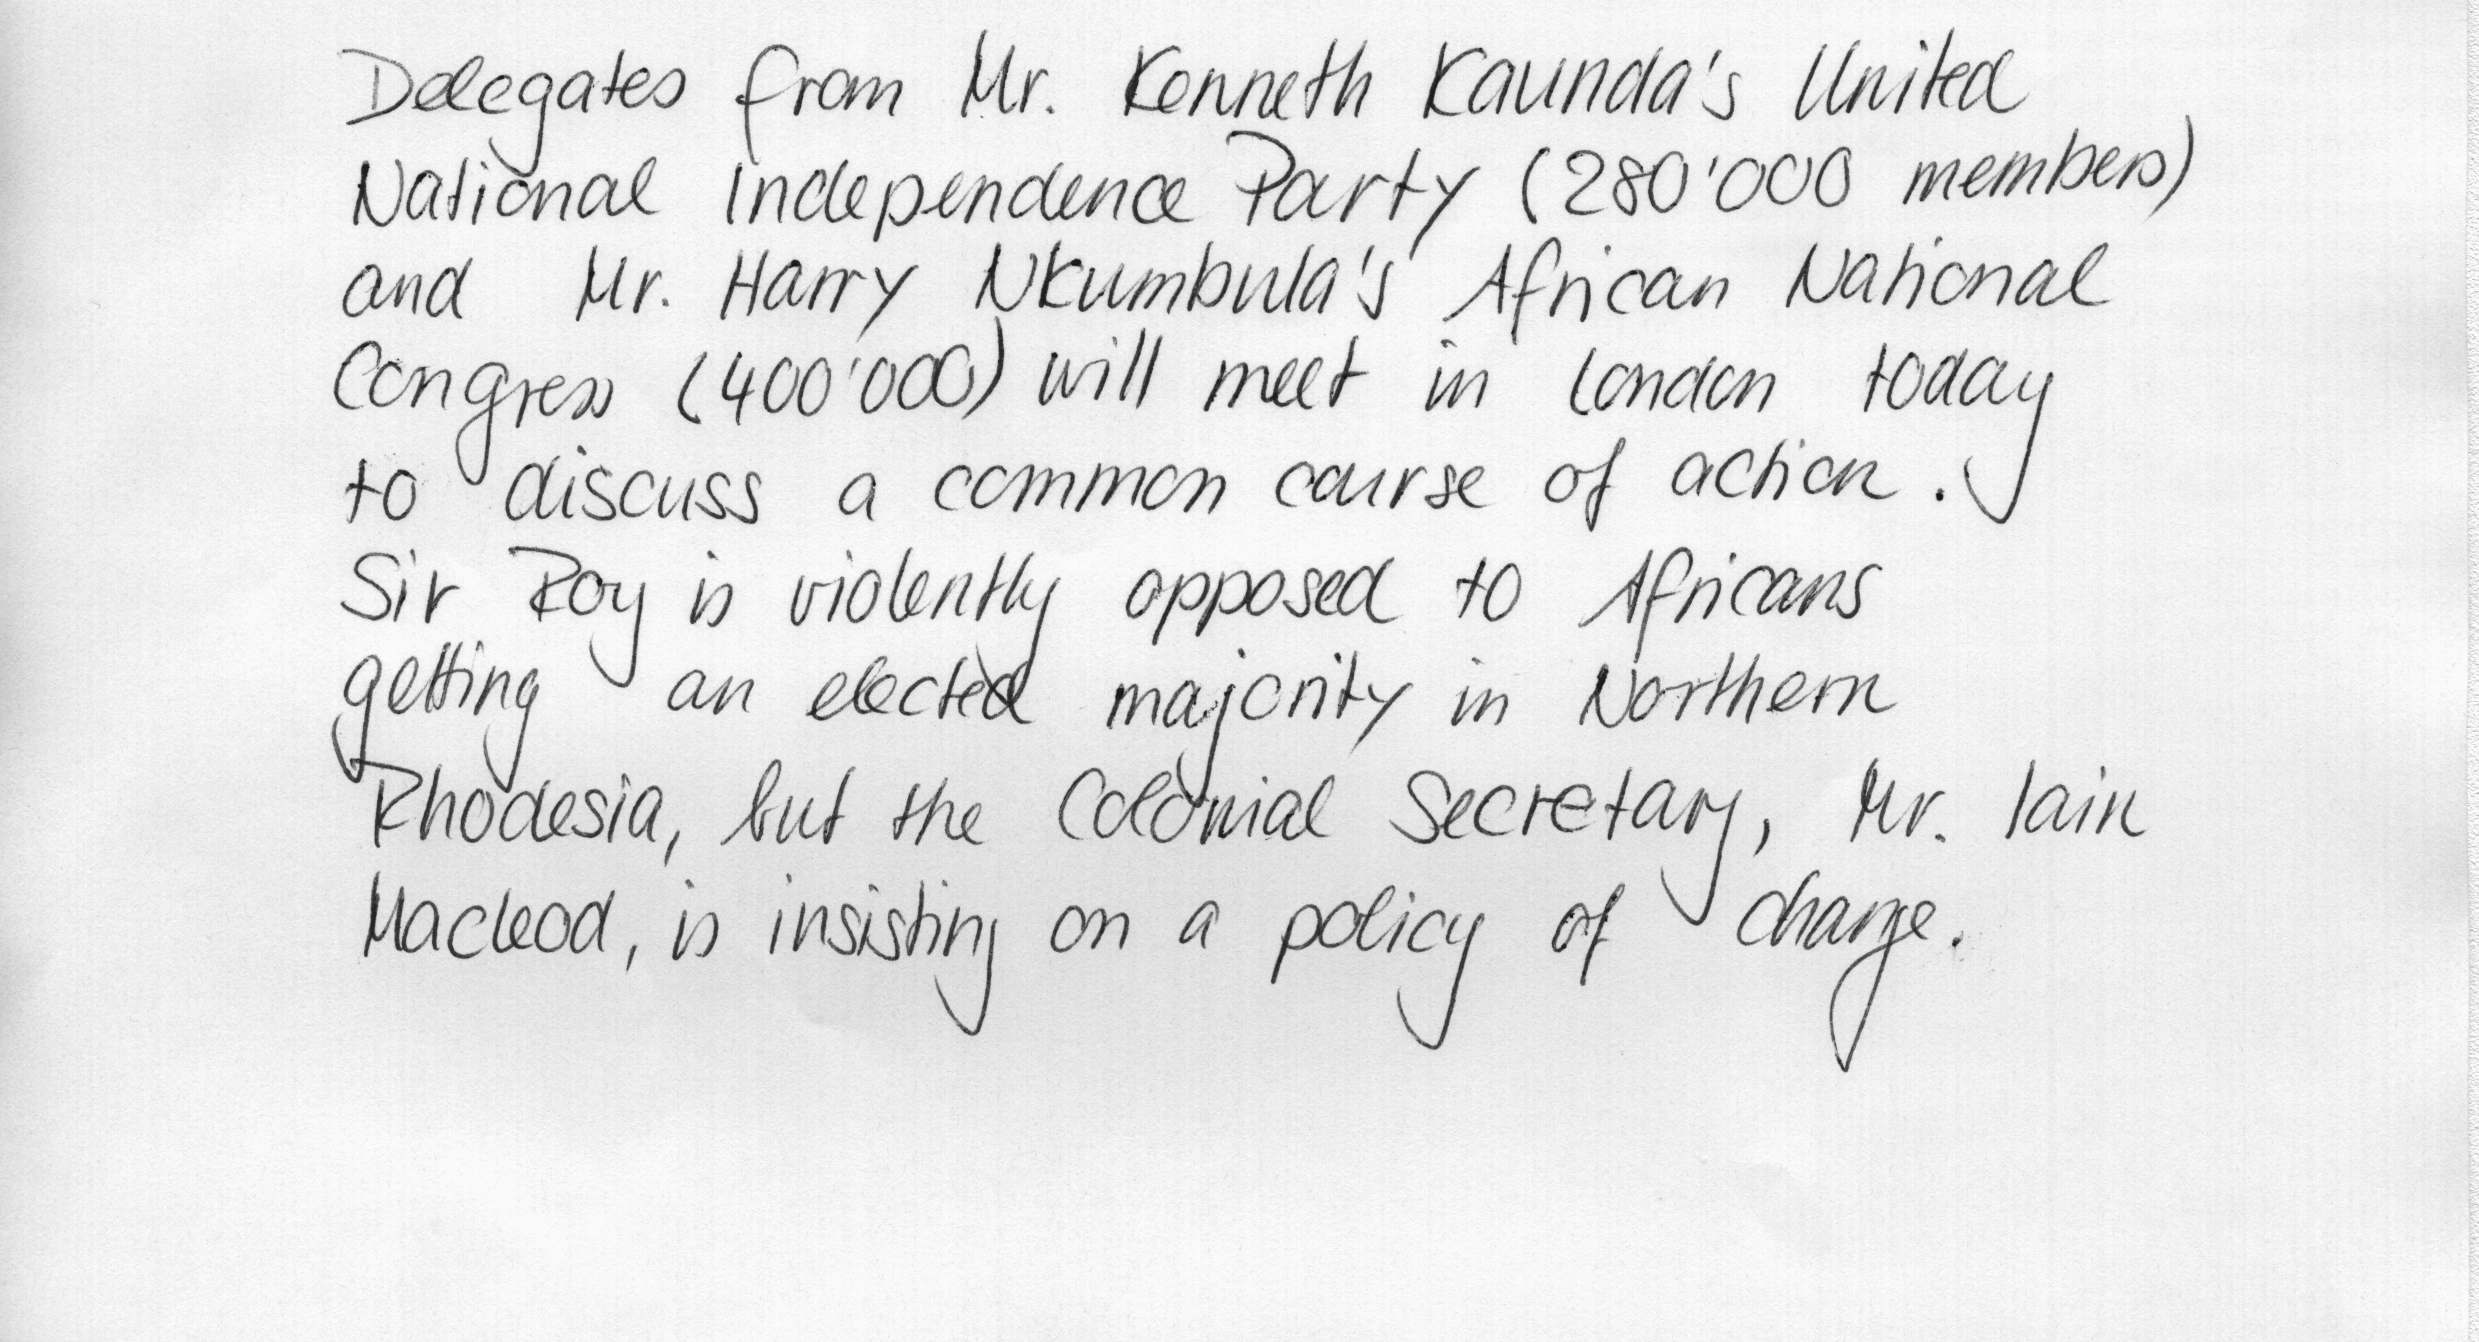 Delegates from Mr. Kenneth Kaunda's United
National Independence Party (280'000 members)
and Mr. Harry Nkumbula's African National
Congress (400'000) will meet in London today
to discuss a common course of action.
Sir Roy is violently opposed to Africans
getting an elected majority in Northern
Rhodesia, but the Colonial Secretary, Mr. Iain
Macleod, is insisting on a policy of change.